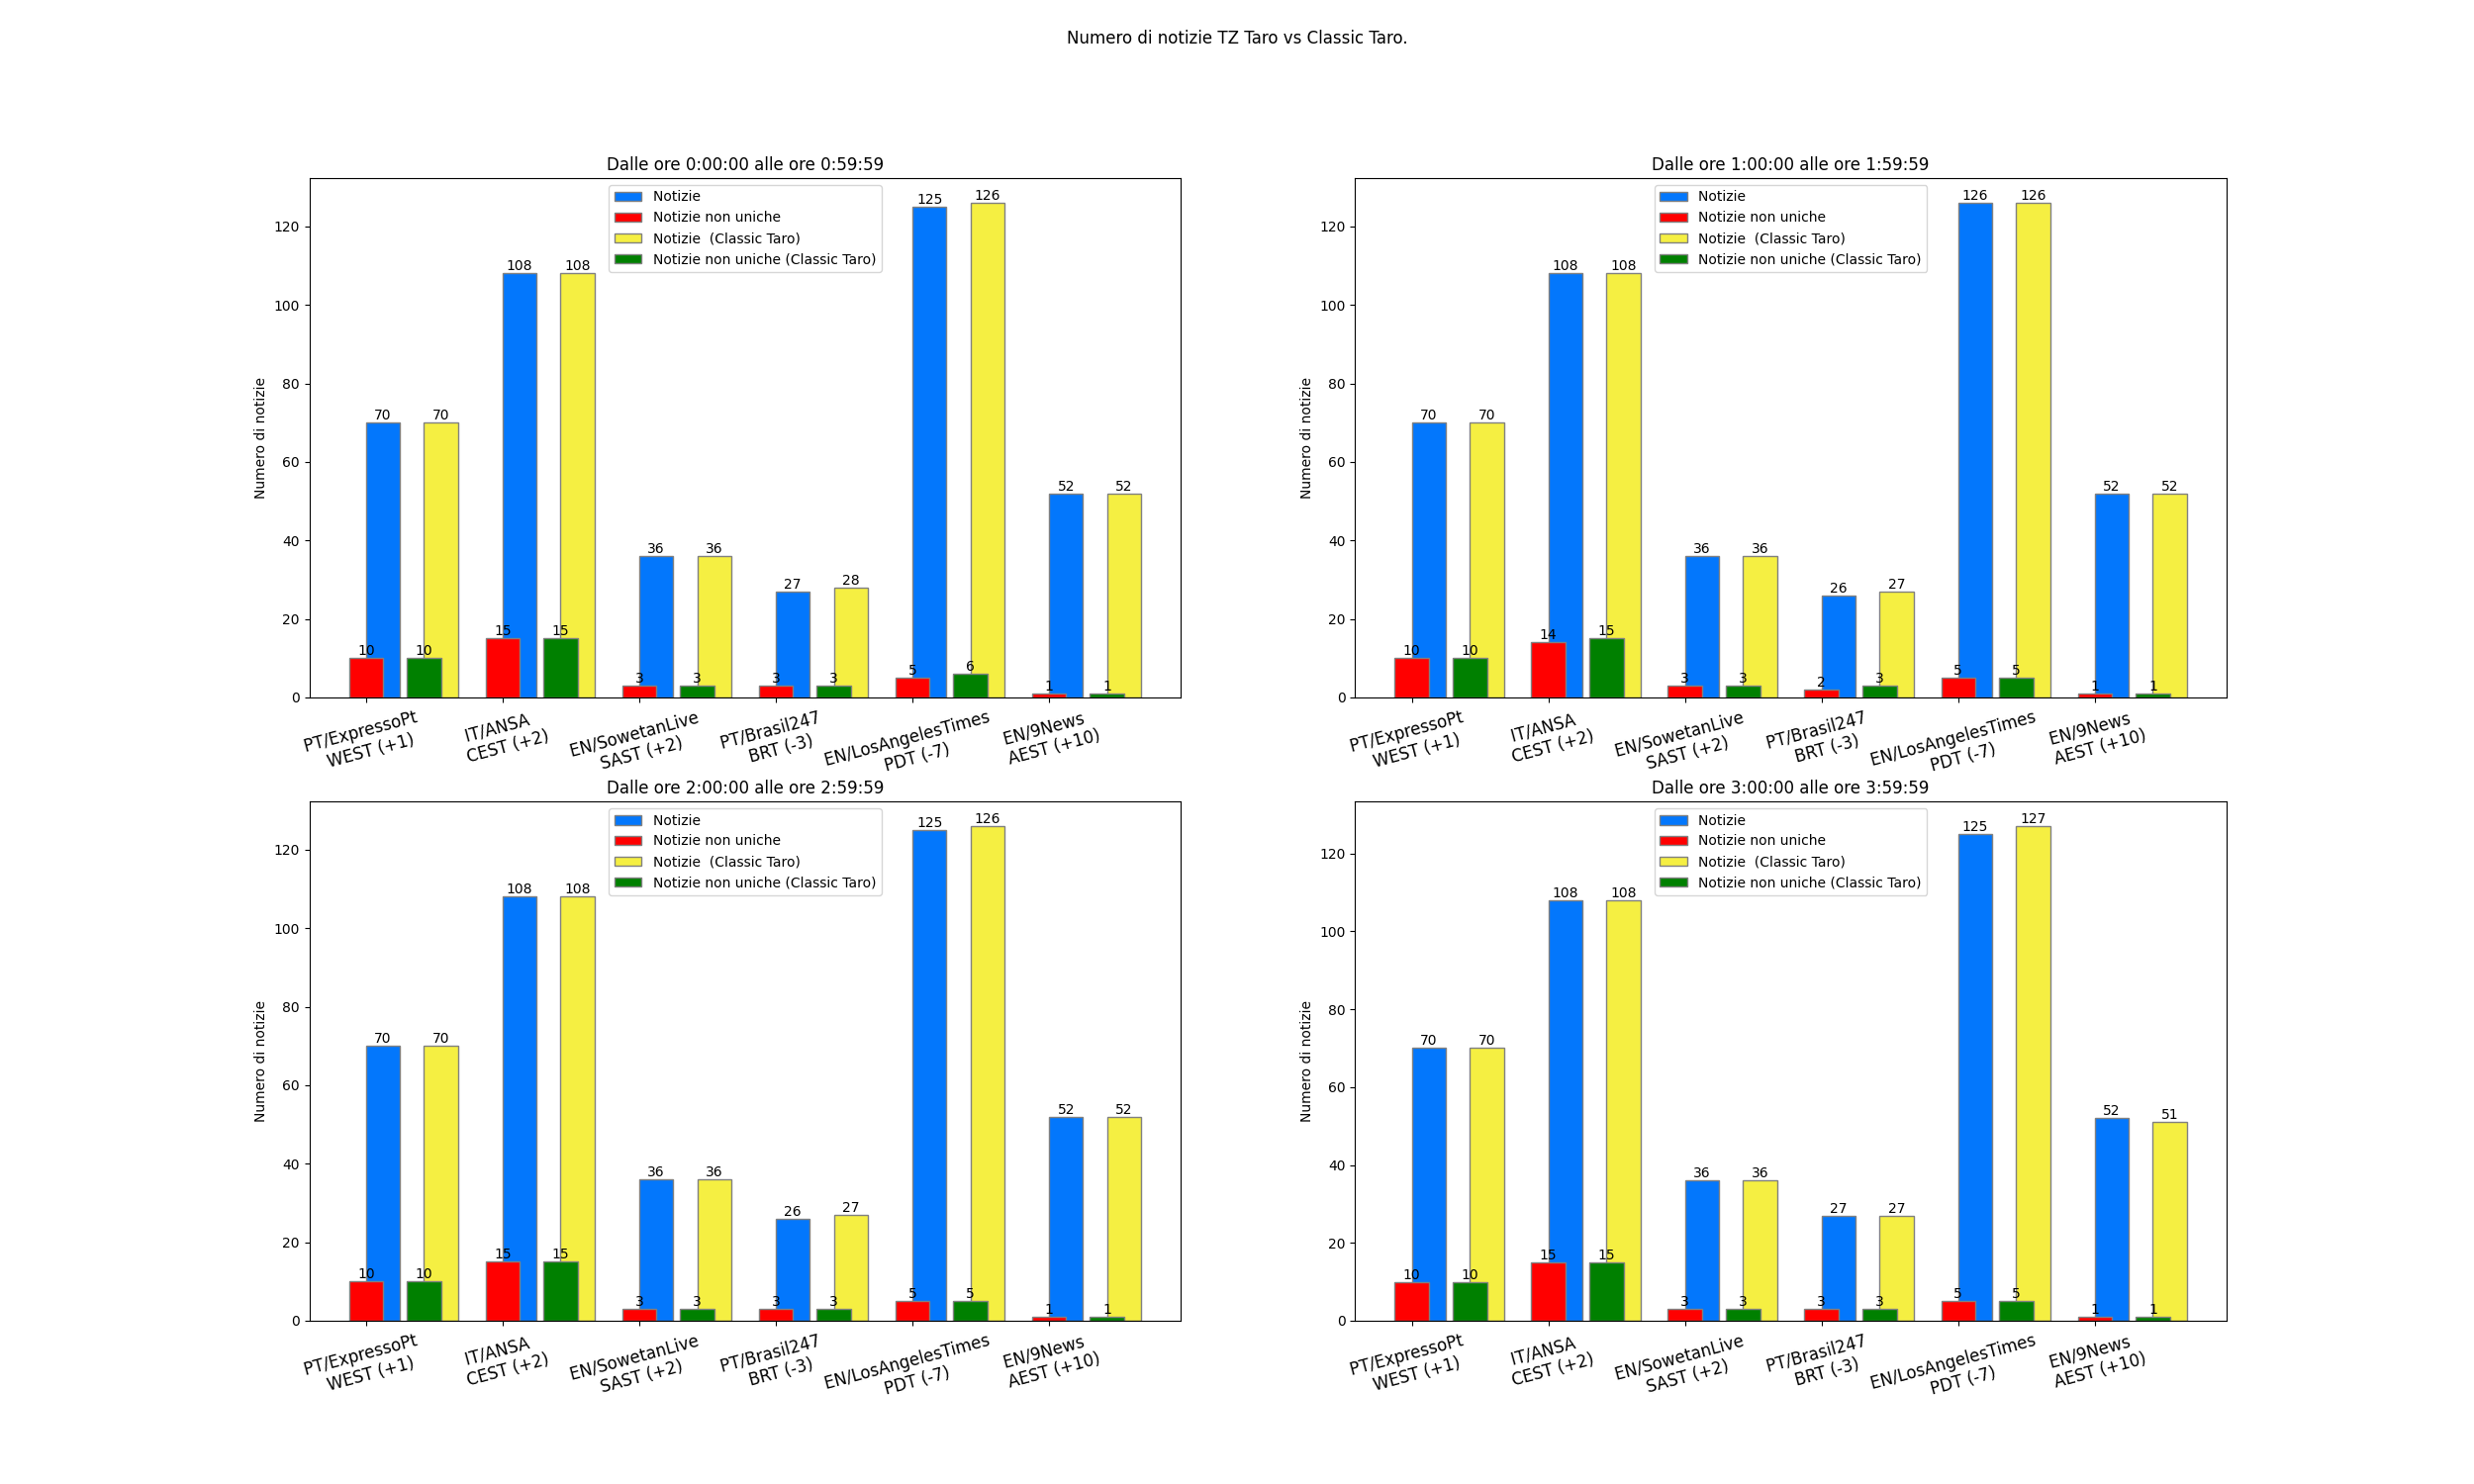 Numero di notizie TZ Taro vs Classic Taro.
Dalle ore 0:00:00 alle ore 0:59:59
Notizie
Notizie non uniche
Notizie (Classic Taro)
Notizie non uniche (Classic Taro)
Numero di notizie
0
20
40
60
80
100
120
70 70 108 108 36 36 27 28 125 126 52 52
10 10 15 15 3 3 3 3 5 6 1 1
PT/ExpressoPt
WEST (+1)
IT/ANSA
CEST (+2)
EN/SowetanLive
SAST (+2)
PT/Brasil247
BRT (-3)
EN/LosAngelesTimes
PDT (-7)
EN/9News
AEST (+10)
Dalle ore 1:00:00 alle ore 1:59:59
Notizie
Notizie non uniche
Notizie (Classic Taro)
Notizie non uniche (Classic Taro)
Numero di notizie
0
20
40
60
80
100
120
70 70 108 108 36 36 26 27 126 126 52 52
10 10 14 15 3 3 2 3 5 5 1 1
PT/ExpressoPt
WEST (+1)
IT/ANSA
CEST (+2)
EN/SowetanLive
SAST (+2)
PT/Brasil247
BRT (-3)
EN/LosAngelesTimes
PDT (-7)
EN/9News
AEST (+10)
Dalle ore 2:00:00 alle ore 2:59:59
Notizie
Notizie non uniche
Notizie (Classic Taro)
Notizie non uniche (Classic Taro)
Numero di notizie
0
20
40
60
80
100
120
70 70 108 108 36 36 26 27 125 126 52 52
10 10 15 15 3 3 3 3 5 5 1 1
PT/ExpressoPt
WEST (+1)
IT/ANSA
CEST (+2)
EN/SowetanLive
SAST (+2)
PT/Brasil247
BRT (-3)
EN/LosAngelesTimes
PDT (-7)
EN/9News
AEST (+10)
Dalle ore 3:00:00 alle ore 3:59:59
Notizie
Notizie non uniche
Notizie (Classic Taro)
Notizie non uniche (Classic Taro)
Numero di notizie
0
20
40
60
80
100
120
70 70 108 108 36 36 27 27 125 127 52 51
10 10 15 15 3 3 3 3 5 5 1 1
PT/ExpressoPt
WEST (+1)
IT/ANSA
CEST (+2)
EN/SowetanLive
SAST (+2)
PT/Brasil247
BRT (-3)
EN/LosAngelesTimes
PDT (-7)
EN/9News
AEST (+10)